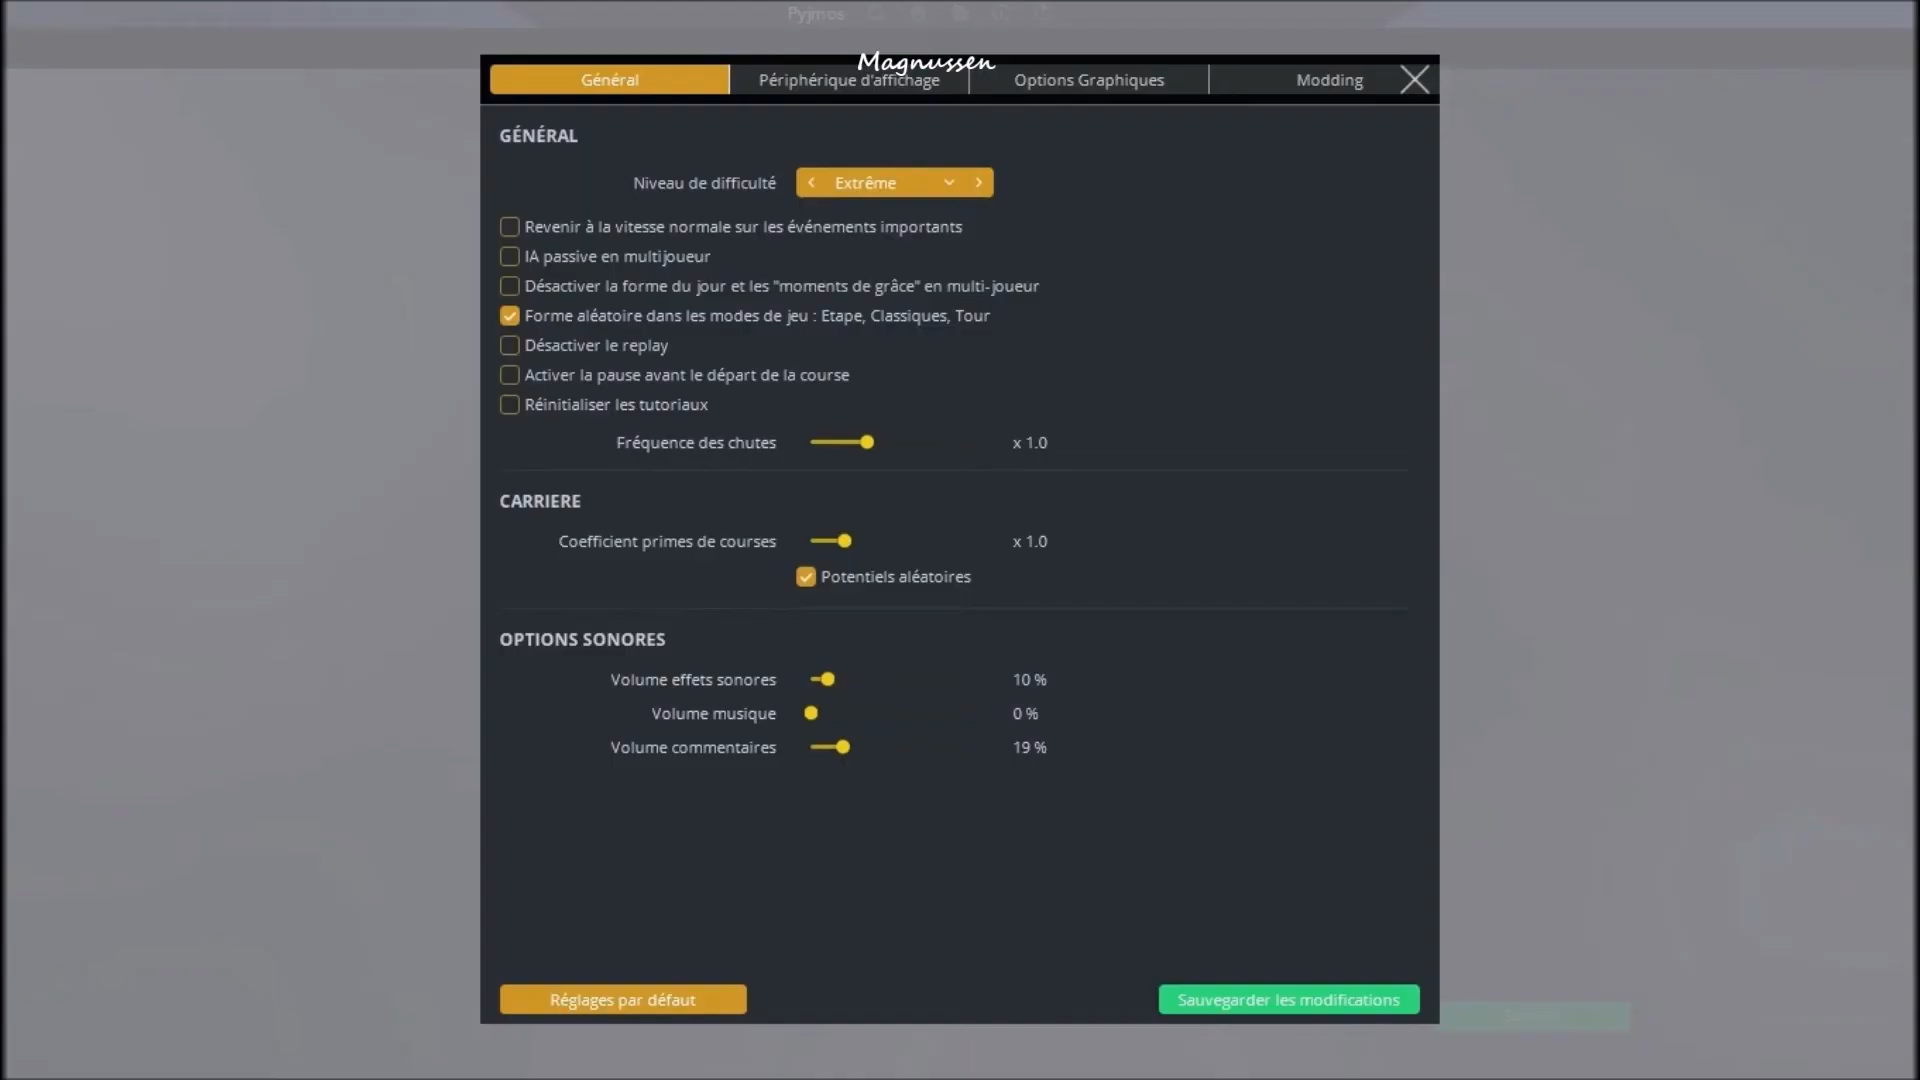 Pyjmos
Magnussen
Général
Périphérique d'affichage
Options Graphiques
Modding
GÉNÉRAL
Niveau de difficulté
Extrême
Revenir à la vitesse normale sur les événements importants
IA passive en multijoueur
Désactiver la forme du jour et les "moments de grâce" en multi-joueur
Forme aléatoire dans les modes de jeu : Etape, Classiques, Tour
Désactiver le replay
Activer la pause avant le départ de la course
Réinitialiser les tutoriaux
Fréquence des chutes
x 1.0
CARRIERE
Coefficient primes de courses
x 1.0
Potentiels aléatoires
OPTIONS SONORES
Volume effets sonores
10 %
Volume musique
0 %
Volume commentaires
19 %
Réglages par défaut
Sauvegarder les modifications